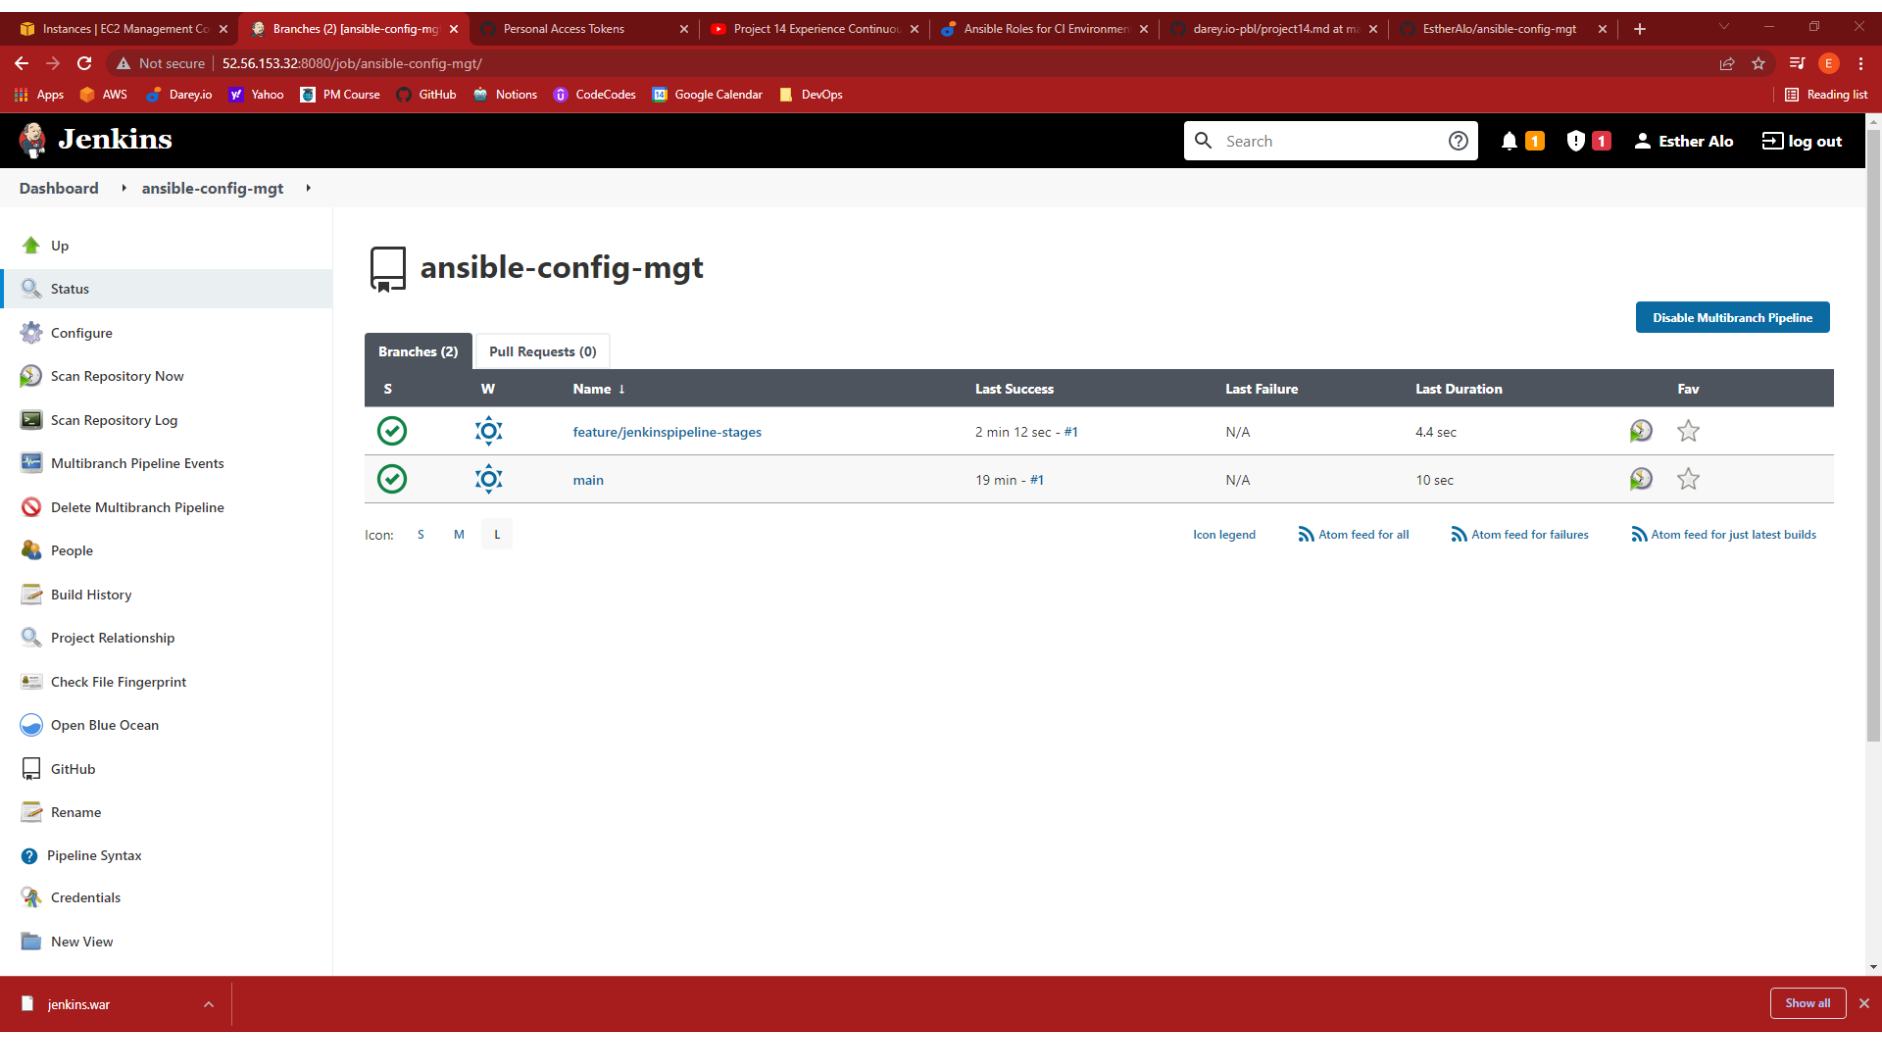 Instances | EC2 Management Co
Branches (2) [ansible-config-mgt
Personal Access Tokens
Project 14 Experience Continuou
Ansible Roles for CI Environmen
darey.io-pbl/project14.md at ma
EstherAlo/ansible-config-mgt
Not secure | 52.56.153.32:8080/job/ansible-config-mgt/
E
Apps AWS Darey.io Yahoo PM Course GitHub Notions CodeCodes Google Calendar DevOps Reading list
Jenkins
Search
1
1
Esther Alo
log out
Dashboard ansible-config-mgt
Up
Status
Configure
Scan Repository Now
Scan Repository Log
Multibranch Pipeline Events
Delete Multibranch Pipeline
People
Build History
Project Relationship
Check File Fingerprint
Open Blue Ocean
GitHub
Rename
Pipeline Syntax
Credentials
New View
ansible-config-mgt
Disable Multibranch Pipeline
Branches (2) Pull Requests (0)
S W Name ↓ Last Success Last Failure Last Duration Fav
feature/jenkinspipeline-stages 2 min 12 sec - #1 N/A 4.4 sec
main 19 min - #1 N/A 10 sec
Icon: S M L
Icon legend Atom feed for all Atom feed for failures Atom feed for just latest builds
jenkins.war
Show all